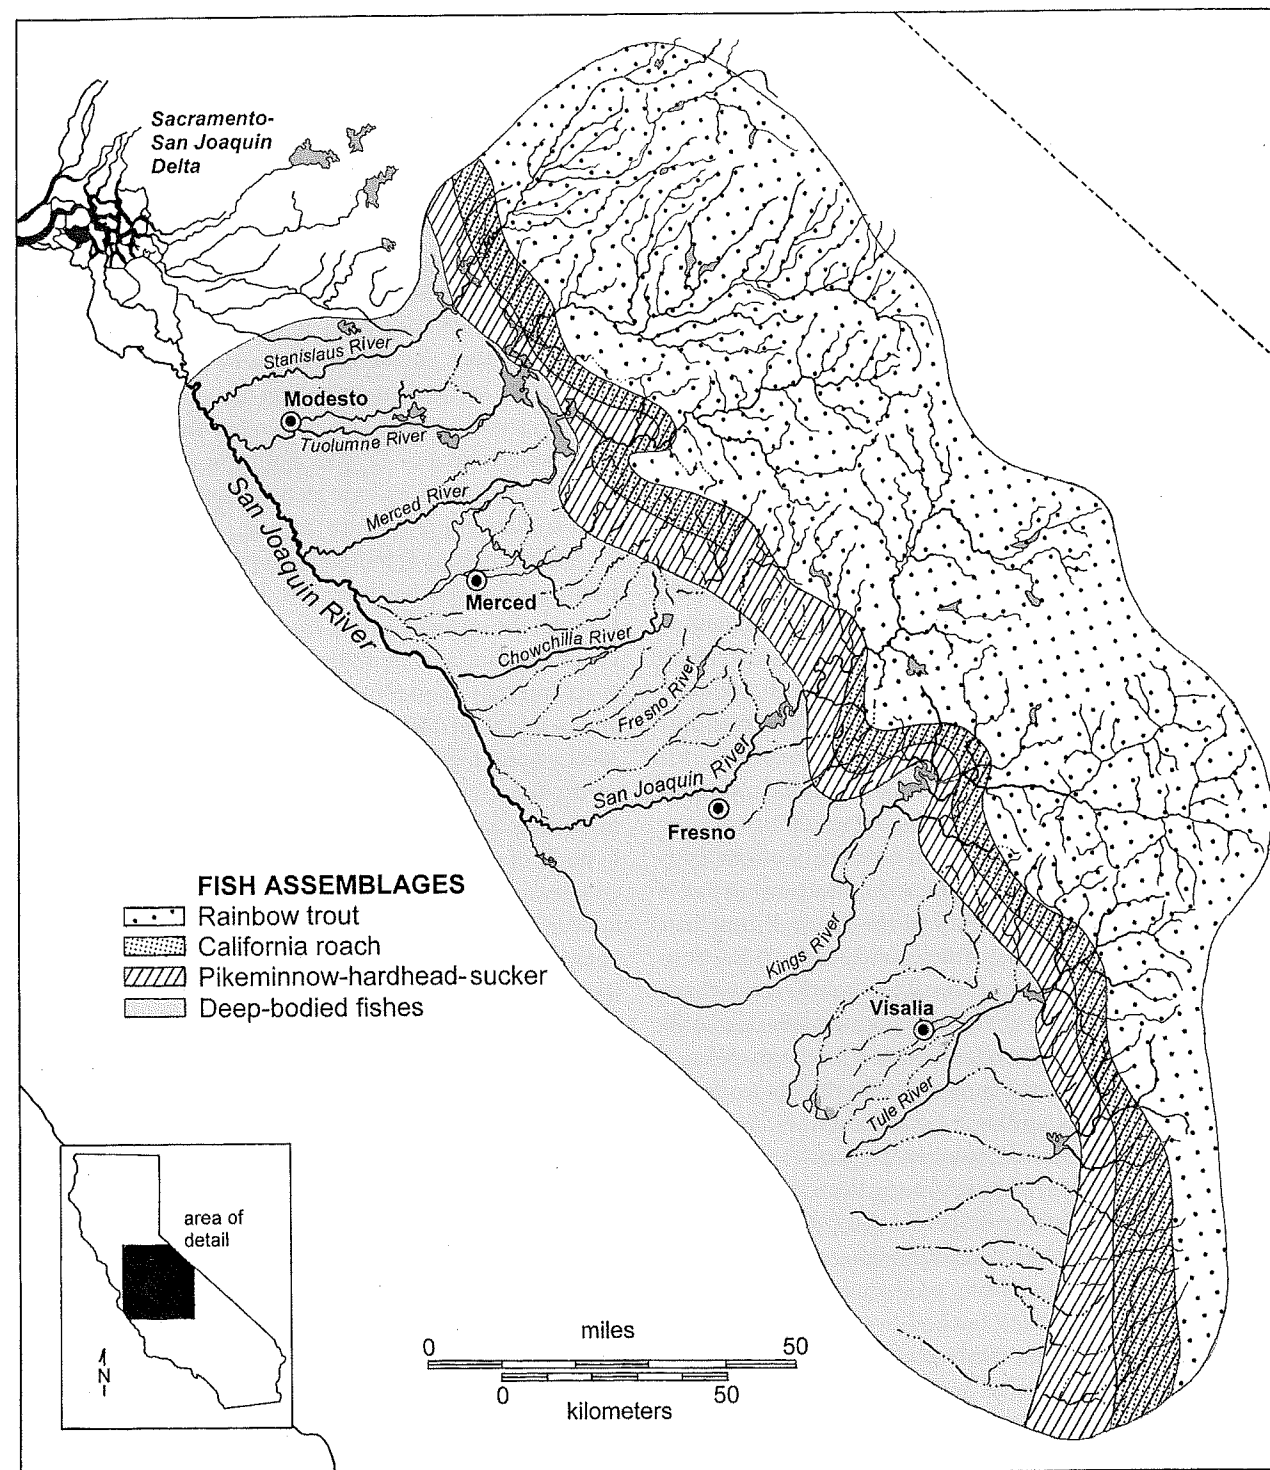 Sacramento-
San Joaquin
Delta
Stanislaus River
Modesto
Tuolumne River
San Joaquin River
Merced River
Merced
Chowchilla River
Fresno River
San Joaquin River
Fresno
FISH ASSEMBLAGES
Rainbow trout
California roach
Pikeminnow-hardhead-sucker
Deep-bodied fishes
Kings River
Visalia
Tule River
area of
detail
N
miles
0 50
0 50
kilometers